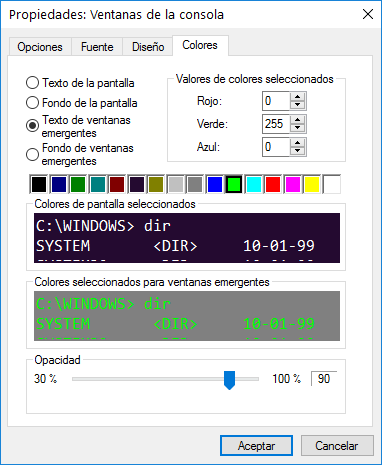 Propiedades: Ventanas de la consola
Opciones Fuente Diseño Colores
Texto de la pantalla
Fondo de la pantalla
Texto de ventanas
emergentes
Fondo de ventanas
emergentes
Valores de colores seleccionados
Rojo: 0
Verde: 255
Azul: 0
Colores de pantalla seleccionados
C:\WINDOWS> dir
SYSTEM <DIR> 10-01-99
Colores seleccionados para ventanas emergentes
C:\WINDOWS> dir
SYSTEM <DIR> 10-01-99
Opacidad
30 % 100 % 90
Aceptar Cancelar